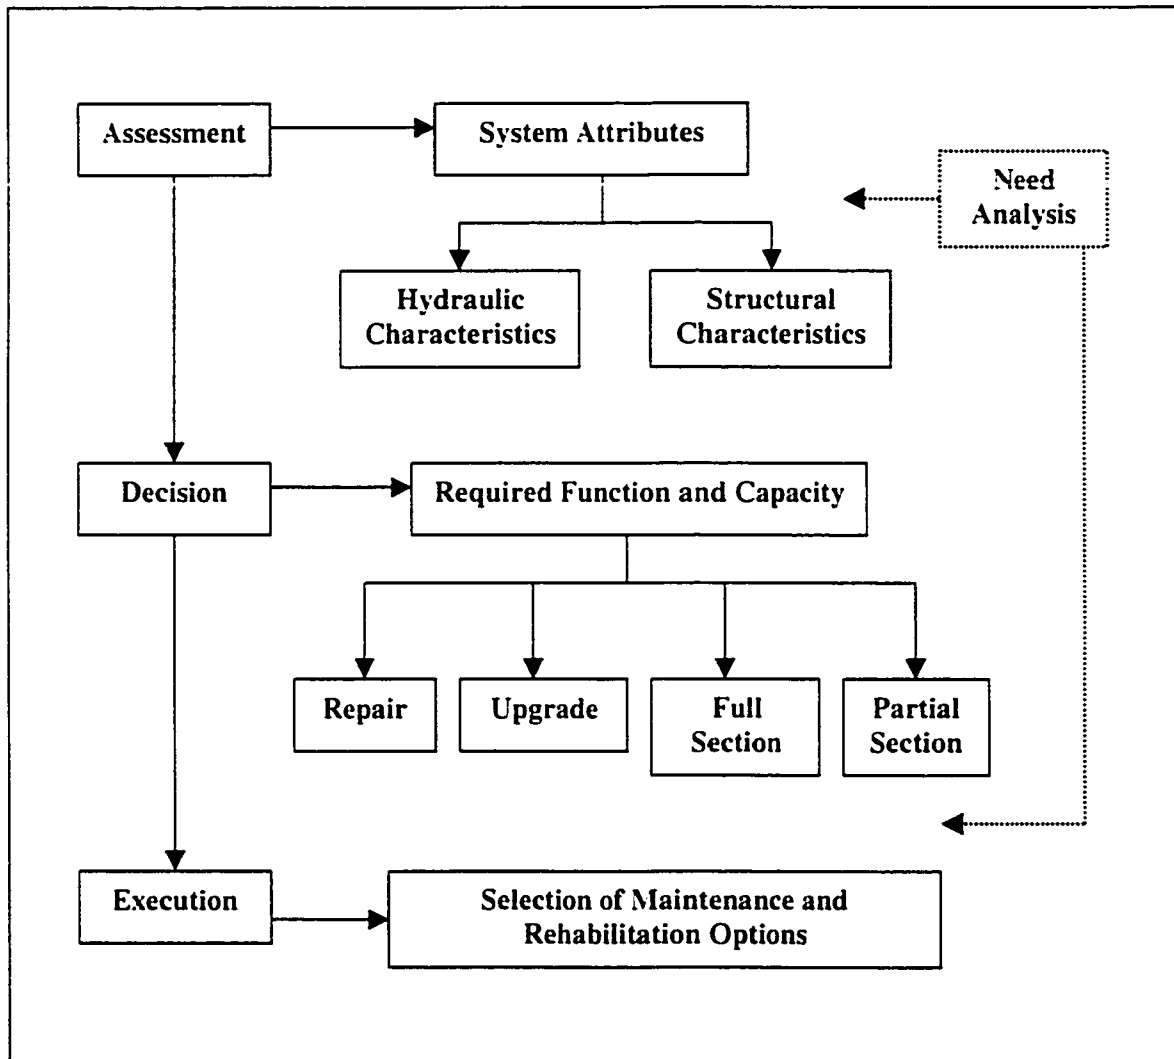 Assessment
System Attributes
Need
Analysis
Hydraulic
Characteristics
Structural
Characteristics
Decision
Required Function and Capacity
Repair
Upgrade
Full
Section
Partial
Section
Execution
Selection of Maintenance and
Rehabilitation Options